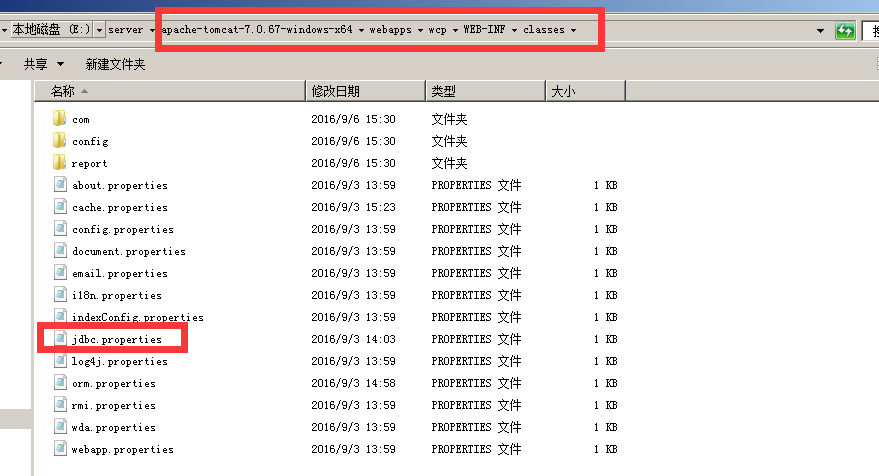 本地磁盘 (E:) server apache-tomcat-7.0.67-windows-x64 webapps wcp WEB-INF classes
共享 新建文件夹
名称 修改日期 类型 大小
com 2016/9/6 15:30 文件夹
config 2016/9/6 15:30 文件夹
report 2016/9/6 15:30 文件夹
about.properties 2016/9/3 13:59 PROPERTIES 文件 1 KB
cache.properties 2016/9/3 15:23 PROPERTIES 文件 1 KB
config.properties 2016/9/3 13:59 PROPERTIES 文件 1 KB
document.properties 2016/9/3 13:59 PROPERTIES 文件 1 KB
email.properties 2016/9/3 13:59 PROPERTIES 文件 1 KB
i18n.properties 2016/9/3 13:59 PROPERTIES 文件 1 KB
indexConfig.properties 2016/9/3 13:59 PROPERTIES 文件 1 KB
jdbc.properties 2016/9/3 14:03 PROPERTIES 文件 1 KB
log4j.properties 2016/9/3 13:59 PROPERTIES 文件 1 KB
orm.properties 2016/9/3 14:58 PROPERTIES 文件 1 KB
rmi.properties 2016/9/3 13:59 PROPERTIES 文件 1 KB
wda.properties 2016/9/3 13:59 PROPERTIES 文件 1 KB
webapp.properties 2016/9/3 13:59 PROPERTIES 文件 1 KB